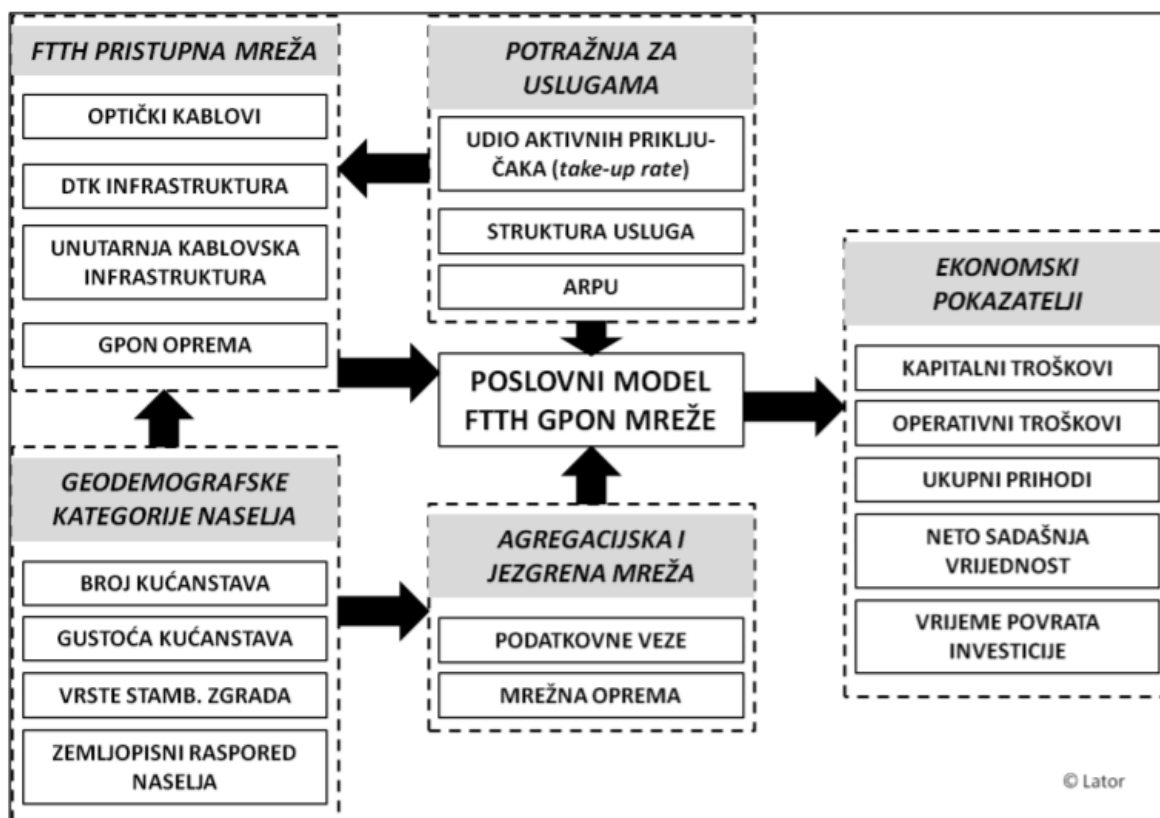 FTTH PRISTUPNA MREŽA
OPTIČKI KABLOVI
DTK INFRASTRUKTURA
UNUTARNJA KABLOVSKA
INFRASTRUKTURA
GPON OPREMA
GEODEMOGRAFSKE
KATEGORIJE NASELJA
BROJ KUĆANSTAVA
GUSTOĆA KUĆANSTAVA
VRSTE STAMB. ZGRADA
ZEMLJOPISNI RASPORED
NASELJA
POTRAŽNJA ZA
USLUGAMA
UDIO AKTIVNIH PRIKLJU-
ČAKA (take-up rate)
STRUKTURA USLUGA
ARPU
POSLOVNI MODEL
FTTH GPON MREŽE
AGREGACIJSKA I
JEZGRENA MREŽA
PODATKOVNE VEZE
MREŽNA OPREMA
EKONOMSKI
POKAZATELJI
KAPITALNI TROŠKOVI
OPERATIVNI TROŠKOVI
UKUPNI PRIHODI
NETO SADAŠNJA
VRIJEDNOST
VRIJEME POVRATA
INVESTICIJE
© Lator